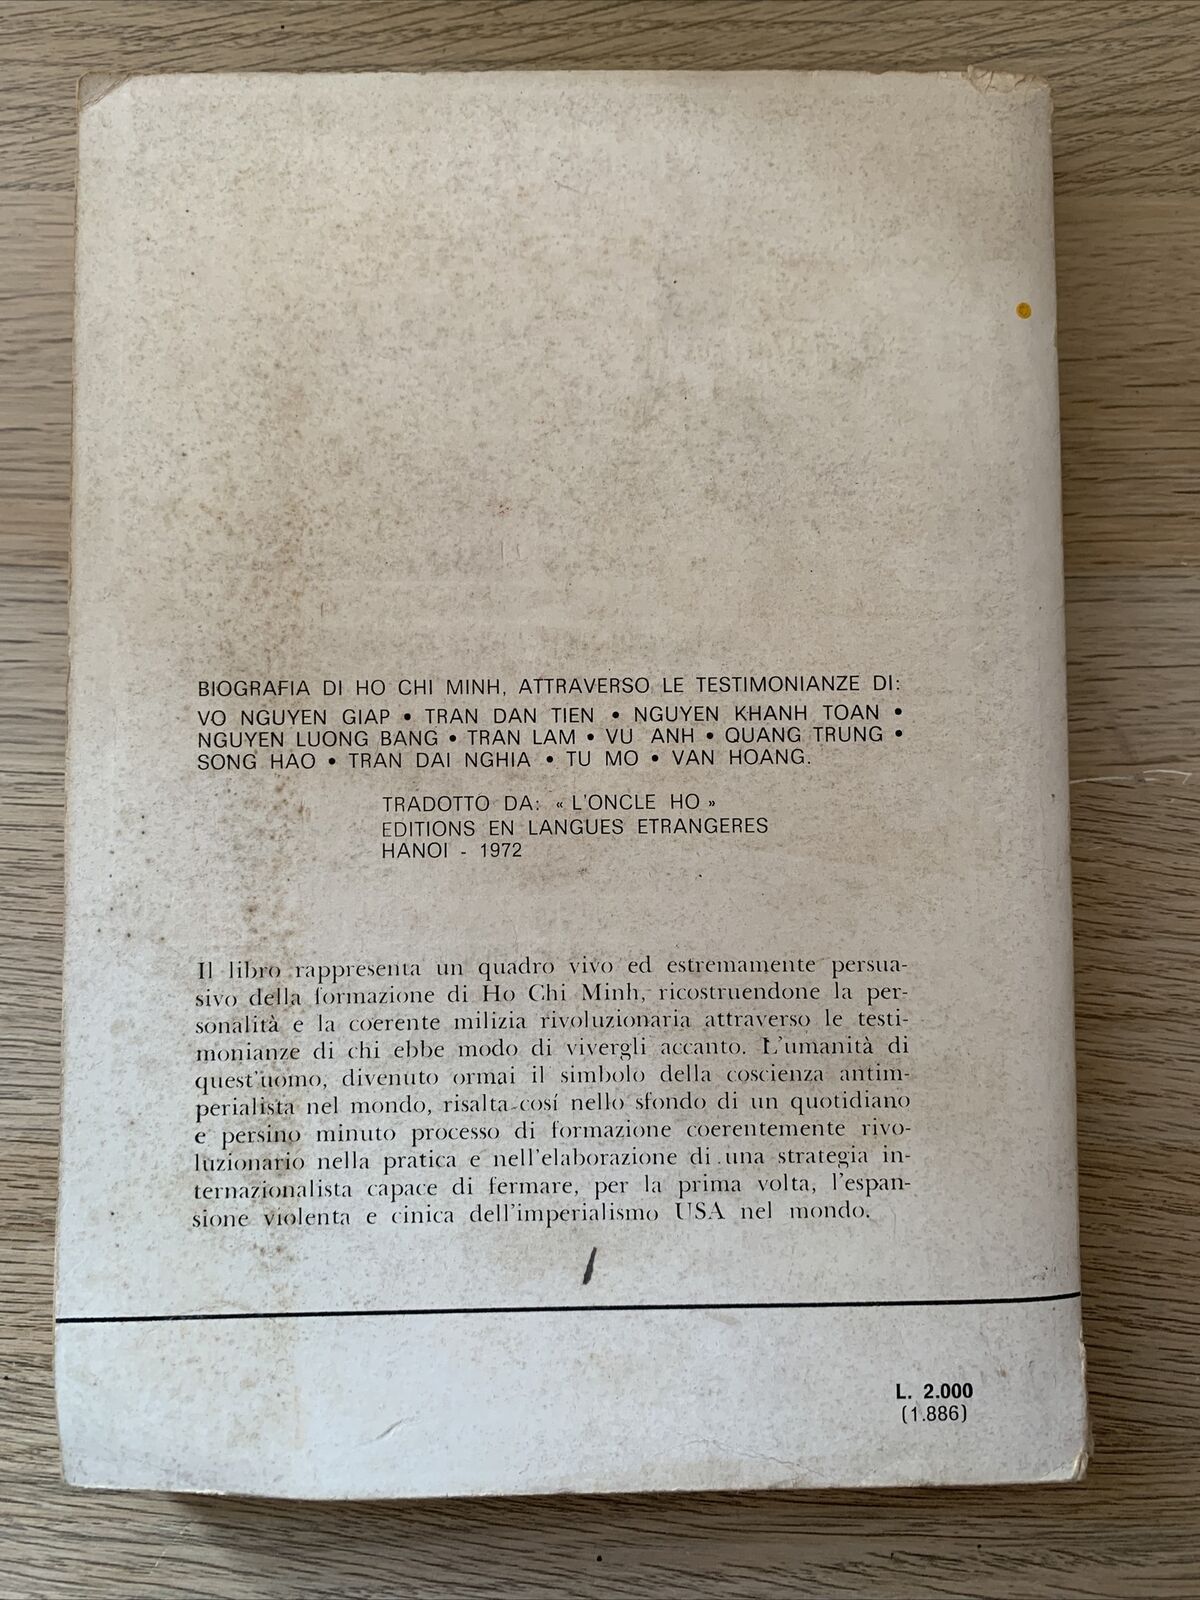 BIOGRAFIA DI HO CHI MINH, ATTRAVERSO LE TESTIMONIANZE DI:
VO NGUYEN GIAP • TRAN DAN TIEN • NGUYEN KHANH TOAN •
NGUYEN LUONG BANG • TRAN LAM • VU ANH • QUANG TRUNG •
SONG HAO • TRAN DAI NGHIA • TU MO • VAN HOANG.
TRADOTTO DA: « L'ONCLE HO »
EDITIONS EN LANGUES ETRANGERES
HANOI - 1972
Il libro rappresenta un quadro vivo ed estremamente persua-
sivo della formazione di Ho Chi Minh, ricostruendone la per-
sonalità e la coerente milizia rivoluzionaria attraverso le testi-
monianze di chi ebbe modo di vivergli accanto. L'umanità di
quest'uomo, divenuto ormai il simbolo della coscienza antim-
perialista nel mondo, risalta cosí nello sfondo di un quotidiano
e persino minuto processo di formazione coerentemente rivo-
luzionario nella pratica e nell'elaborazione di una strategia in-
ternazionalista capace di fermare, per la prima volta, l'espan-
sione violenta e cinica dell'imperialismo USA nel mondo.
L. 2.000
(1.886)